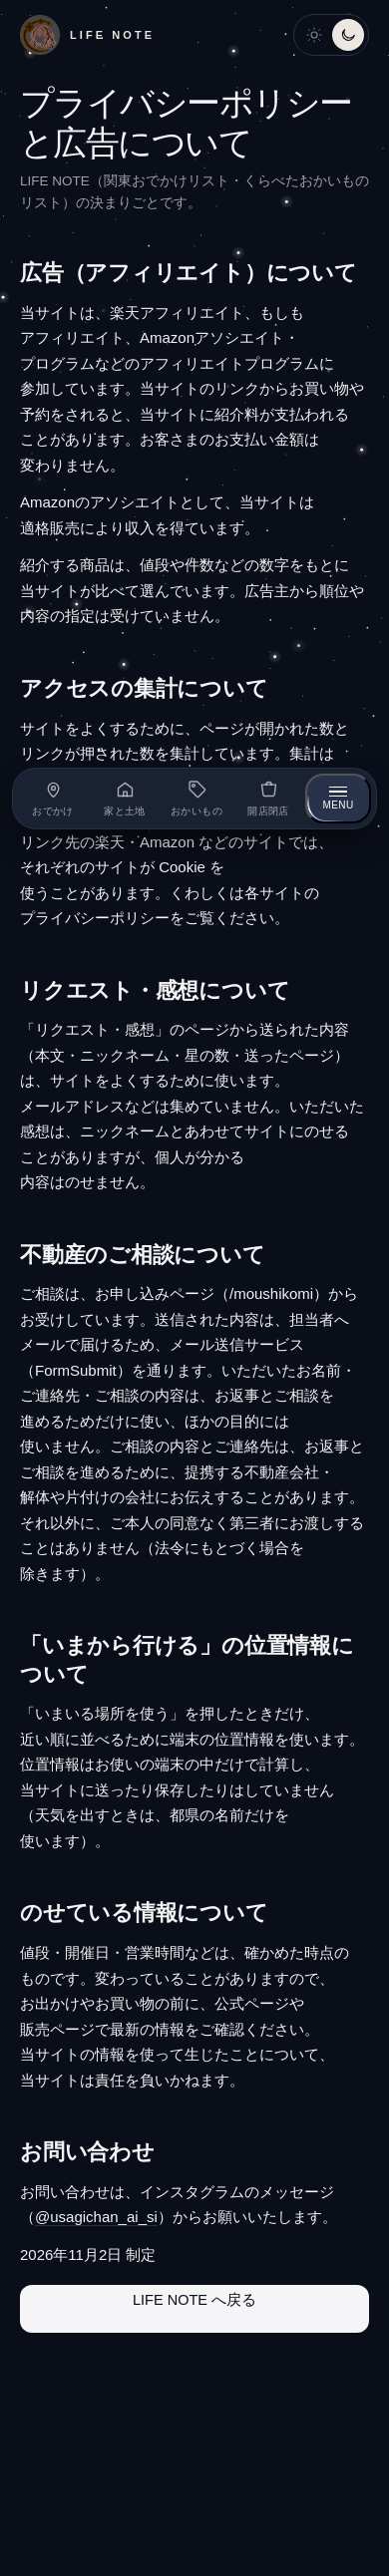 LIFE NOTE
プライバシーポリシー
と広告について
LIFE NOTE（関東おでかけリスト・くらべたおかいもの
リスト）の決まりごとです。
広告（アフィリエイト）について
当サイトは、楽天アフィリエイト、もしも
アフィリエイト、Amazonアソシエイト・
プログラムなどのアフィリエイトプログラムに
参加しています。当サイトのリンクからお買い物や
予約をされると、当サイトに紹介料が支払われる
ことがあります。お客さまのお支払い金額は
変わりません。
Amazonのアソシエイトとして、当サイトは
適格販売により収入を得ています。
紹介する商品は、値段や件数などの数字をもとに
当サイトが比べて選んでいます。広告主から順位や
内容の指定は受けていません。
アクセスの集計について
サイトをよくするために、ページが開かれた数と
リンクが押された数を集計しています。集計は
おでかけ
家と土地
おかいもの
開店閉店
MENU
リンク先の楽天・Amazon などのサイトでは、
それぞれのサイトが Cookie を
使うことがあります。くわしくは各サイトの
プライバシーポリシーをご覧ください。
リクエスト・感想について
「リクエスト・感想」のページから送られた内容
（本文・ニックネーム・星の数・送ったページ）
は、サイトをよくするために使います。
メールアドレスなどは集めていません。いただいた
感想は、ニックネームとあわせてサイトにのせる
ことがありますが、個人が分かる
内容はのせません。
不動産のご相談について
ご相談は、お申し込みページ（/moushikomi）から
お受けしています。送信された内容は、担当者へ
メールで届けるため、メール送信サービス
（FormSubmit）を通ります。いただいたお名前・
ご連絡先・ご相談の内容は、お返事とご相談を
進めるためだけに使い、ほかの目的には
使いません。ご相談の内容とご連絡先は、お返事と
ご相談を進めるために、提携する不動産会社・
解体や片付けの会社にお伝えすることがあります。
それ以外に、ご本人の同意なく第三者にお渡しする
ことはありません（法令にもとづく場合を
除きます）。
「いまから行ける」の位置情報に
ついて
「いまいる場所を使う」を押したときだけ、
近い順に並べるために端末の位置情報を使います。
位置情報はお使いの端末の中だけで計算し、
当サイトに送ったり保存したりはしていません
（天気を出すときは、都県の名前だけを
使います）。
のせている情報について
値段・開催日・営業時間などは、確かめた時点の
ものです。変わっていることがありますので、
お出かけやお買い物の前に、公式ページや
販売ページで最新の情報をご確認ください。
当サイトの情報を使って生じたことについて、
当サイトは責任を負いかねます。
お問い合わせ
お問い合わせは、インスタグラムのメッセージ
（@usagichan_ai_si）からお願いいたします。
2026年11月2日 制定
LIFE NOTE へ戻る